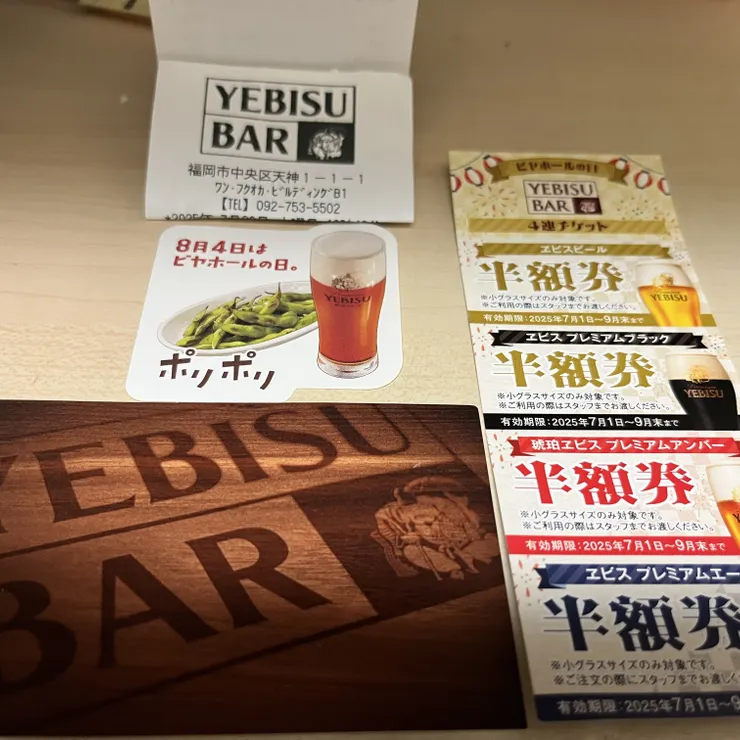 YEBISU
BAR
福岡市中央区天神1-1-1
ワン・フクオカ・ビルディングB1
【TEL】 092-753-5502
8月4日は
ビヤホールの日。
YEBISU
ポリポリ
YEBISU
BAR
ビヤホールの日
YEBISU
BAR
4連チケット
ヱビスビール
半額券
※小グラスサイズのみ対象です。
※ご利用の際はスタッフまでお渡しください。
YEBISU
有効期限:2025年7月1日~9月末まで
ヱビス プレミアムブラック
半額券
※小グラスサイズのみ対象です。
※ご利用の際はスタッフまでお渡しください。
YEBISU
有効期限:2025年7月1日~9月末まで
琥珀ヱビス プレミアムアンバー
半額券
※小グラスサイズのみ対象です。
※ご利用の際はスタッフまでお渡しください。
有効期限:2025年7月1日~9月末まで
ヱビス プレミアムエー
半額券
※小グラスサイズのみ対象です。
※ご注文の際にスタッフまでお渡しくだ
有効期限:2025年7月1日~9